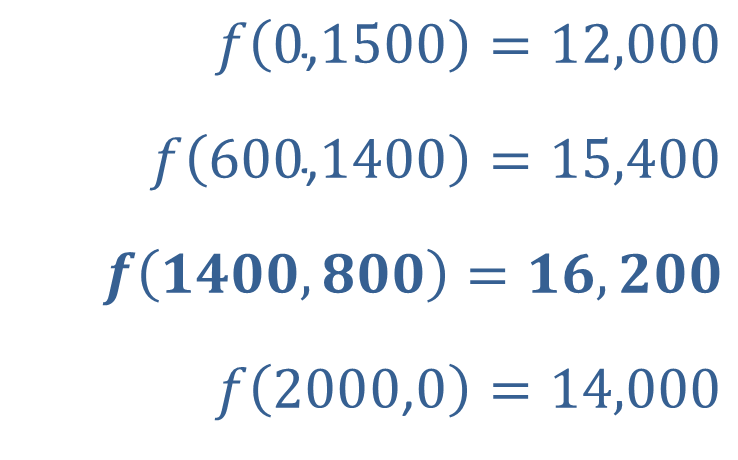 f(0.,1500) = 12,000
f(600.,1400) = 15,400
f(1400,800) = 16,200
f(2000,0) = 14,000